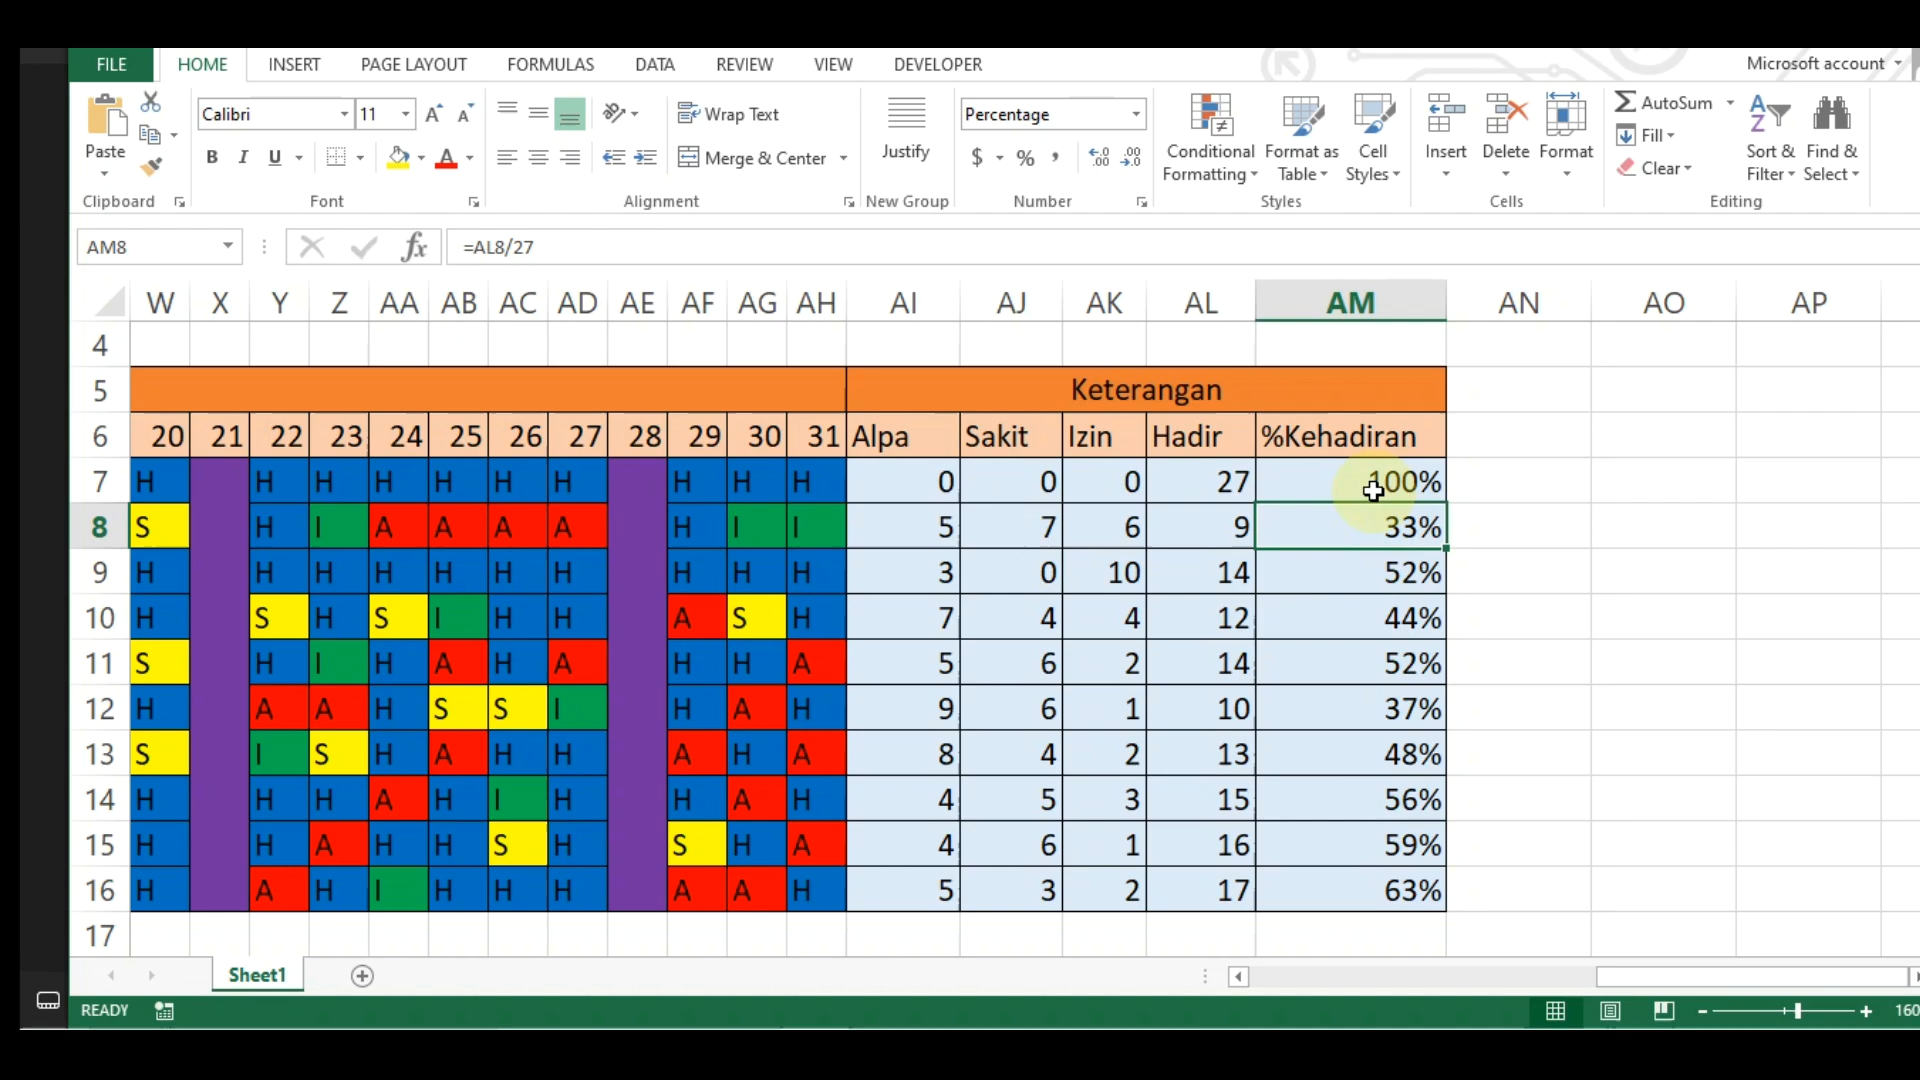 FILE HOME INSERT PAGE LAYOUT FORMULAS DATA REVIEW VIEW DEVELOPER Microsoft account
Paste
Clipboard
Calibri 11 A A
B I U A
Font
Wrap Text
Merge & Center
Alignment
Justify
New Group
Percentage
$ % ,
Number
Conditional Formatting
Format as Table
Cell Styles
Styles
Insert Delete Format
Cells
AutoSum
Fill
Clear
Sort & Filter
Find & Select
Editing
AM8 fx =AL8/27
W X Y Z AA AB AC AD AE AF AG AH AI AJ AK AL AM AN AO AP
4
5 Keterangan
6 20 21 22 23 24 25 26 27 28 29 30 31 Alpa Sakit Izin Hadir %Kehadiran
7 H H H H H H H H H H 0 0 0 27 100%
8 S H I A A A A H I I 5 7 6 9 33%
9 H H H H H H H H H H 3 0 10 14 52%
10 H S H S I H H A S H 7 4 4 12 44%
11 S H I H A H A H H A 5 6 2 14 52%
12 H A A H S S I H A H 9 6 1 10 37%
13 S I S H A H H A H A 8 4 2 13 48%
14 H H H A H I H H A H 4 5 3 15 56%
15 H H A H H S H S H A 4 6 1 16 59%
16 H A H I H H H A A H 5 3 2 17 63%
17
Sheet1
READY 160